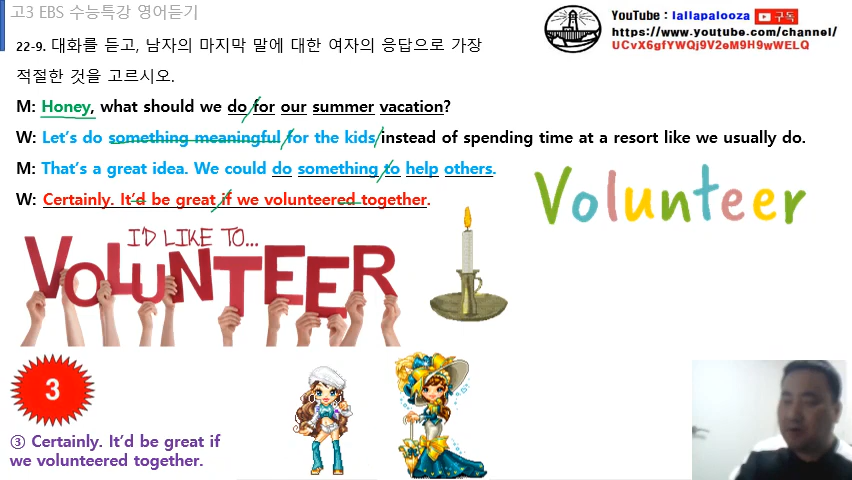 고3 EBS 수능특강 영어듣기
YouTube : lallapalooza 구독
https://www.youtube.com/channel/
UCvX6gfYWQj9V2eM9H9wWELQ
22-9. 대화를 듣고, 남자의 마지막 말에 대한 여자의 응답으로 가장
적절한 것을 고르시오.
M: Honey, what should we do for our summer vacation?
W: Let's do something meaningful for the kids instead of spending time at a resort like we usually do.
M: That's a great idea. We could do something to help others.
W: Certainly. It'd be great if we volunteered together.
Volunteer
I'D LIKE TO...
VOLUNTEER
3
③ Certainly. It'd be great if
we volunteered together.